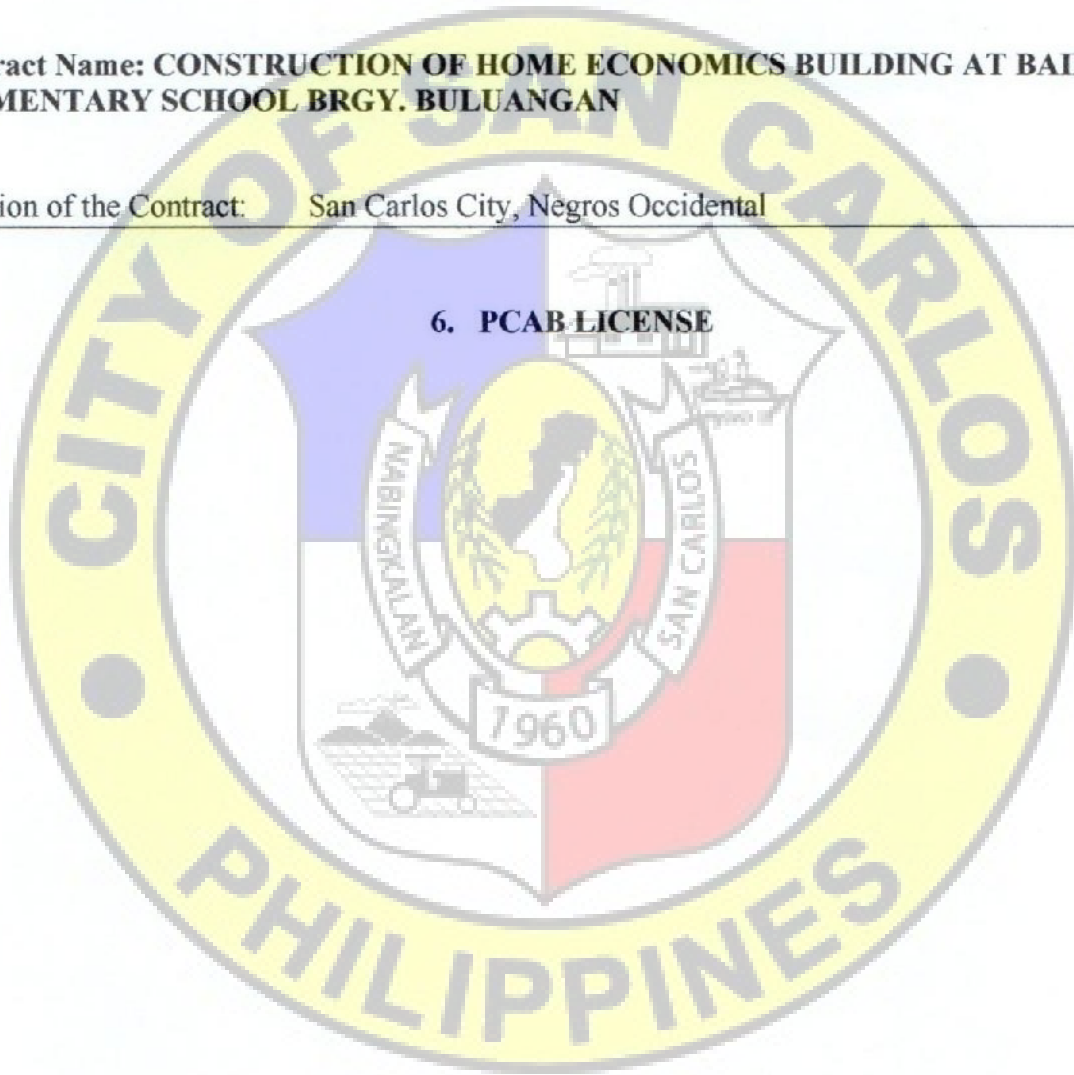 ract Name: CONSTRUCTION OF HOME ECONOMICS BUILDING AT BAL
MENTARY SCHOOL BRGY. BULUANGAN
ion of the Contract: San Carlos City, Negros Occidental
6. PCAB LICENSE
CITY OF SAN CARLOS
NABINGKALAN
SAN CARLOS
1960
PHILIPPINES